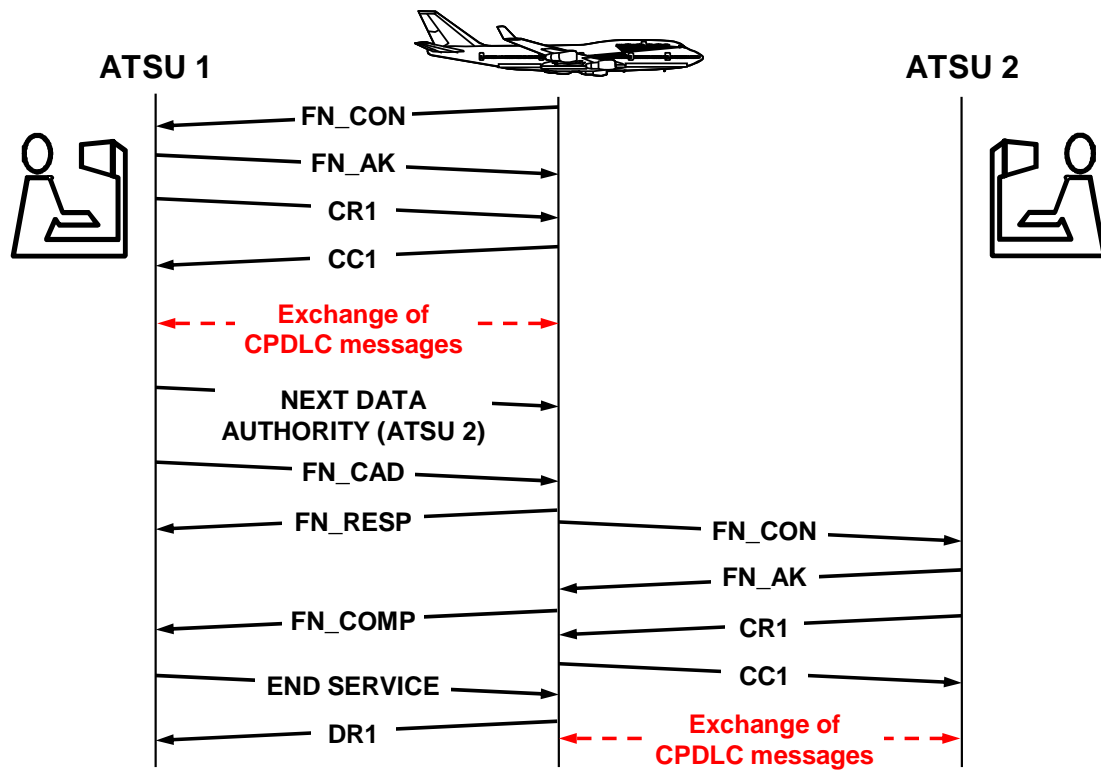 ATSU 1
ATSU 2
FN_CON
FN_AK
CR1
CC1
Exchange of
CPDLC messages
NEXT DATA
AUTHORITY (ATSU 2)
FN_CAD
FN_RESP
FN_CON
FN_AK
FN_COMP
CR1
CC1
END SERVICE
DR1
Exchange of
CPDLC messages